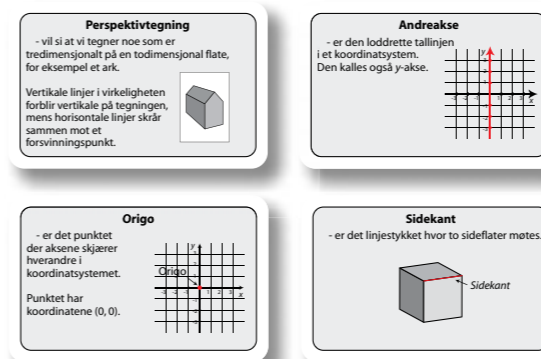 Perspektivtegning
- vil si at vi tegner noe som er
tredimensjonalt på en todimensjonal flate,
for eksempel et ark.
Vertikale linjer i virkeligheten
forblir vertikale på tegningen,
mens horisontale linjer skrår
sammen mot et
forsvinningspunkt.
Andreakse
- er den loddrette tallinjen
i et koordinatsystem.
Den kalles også y-akse.
y
x
Origo
- er det punktet
der aksene skjærer
hverandre i
koordinatsystemet.
Punktet har
koordinatene (0, 0).
y
Origo
x
Sidekant
- er det linjestykket hvor to sideflater møtes.
Sidekant